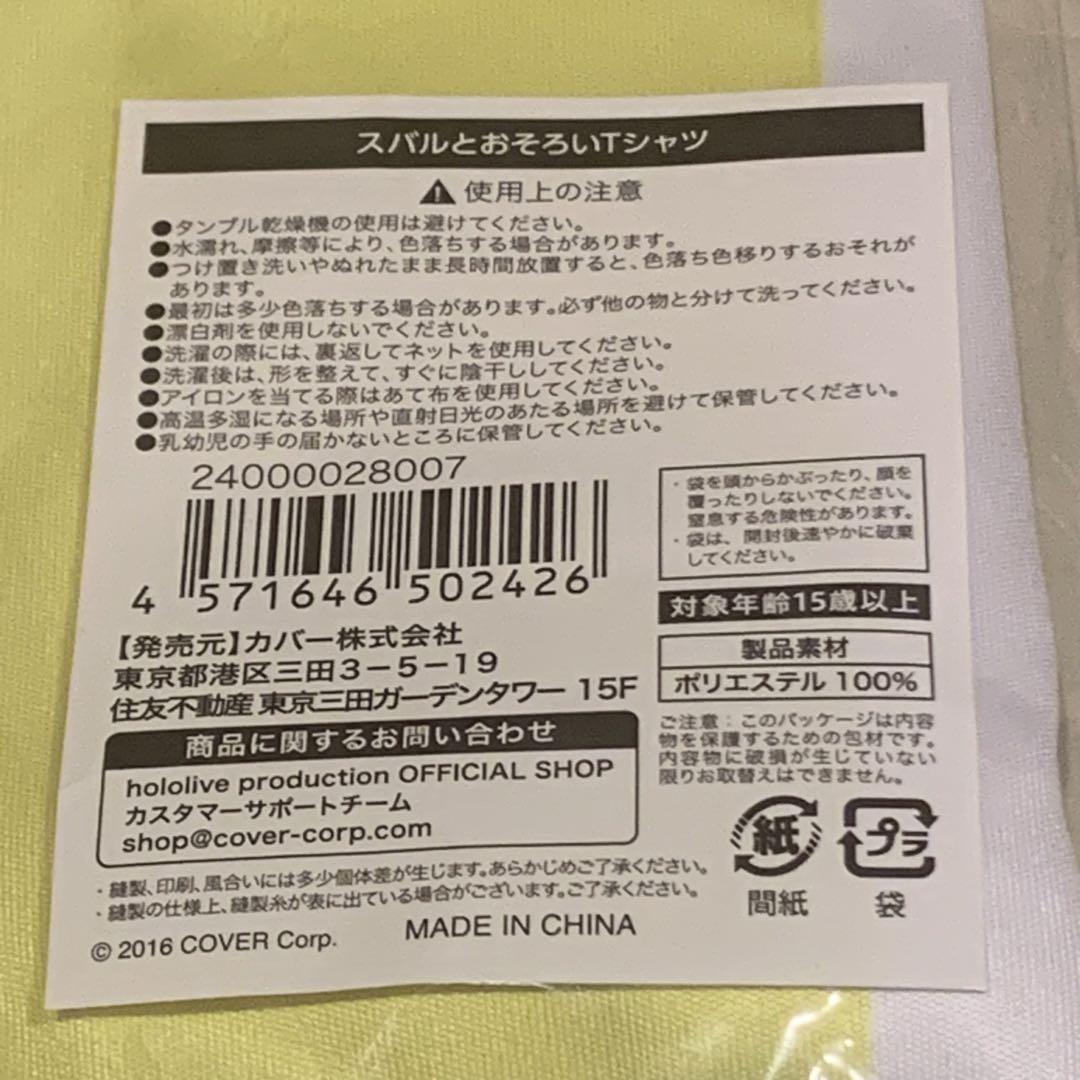 スバルとおそろいTシャツ
使用上の注意
●タンブル乾燥機の使用は避けてください。
●水濡れ、摩擦等により、色落ちする場合があります。
●つけ置き洗いやぬれたまま長時間放置すると、色落ち色移りするおそれが
あります。
●最初は多少色落ちする場合があります。必ず他の物と分けて洗ってください。
●漂白剤を使用しないでください。
●洗濯の際には、裏返してネットを使用してください。
●洗濯後は、形を整えて、すぐに陰干ししてください。
●アイロンを当てる際はあて布を使用してください。
●高温多湿になる場所や直射日光のあたる場所を避けて保管してください。
●乳幼児の手の届かないところに保管してください。
24000028007
4 571646 502426
・袋を頭からかぶったり、顔を
覆ったりしないでください。
窒息する危険性があります。
・袋は、開封後速やかに破棄
してください。
対象年齢15歳以上
製品素材
ポリエステル 100%
【発売元】カバー株式会社
東京都港区三田3-5-19
住友不動産 東京三田ガーデンタワー 15F
商品に関するお問い合わせ
hololive production OFFICIAL SHOP
カスタマーサポートチーム
shop@cover-corp.com
ご注意：このパッケージは内容
物を保護するための包材です。
内容物に破損が生じていない
限りお取替えはできません。
紙
間紙
プラ
袋
・縫製、印刷、風合いには多少個体差が生じます。あらかじめご了承ください。
・縫製の仕様上、縫製糸が表に出ている場合がございます。ご了承ください。
© 2016 COVER Corp.
MADE IN CHINA